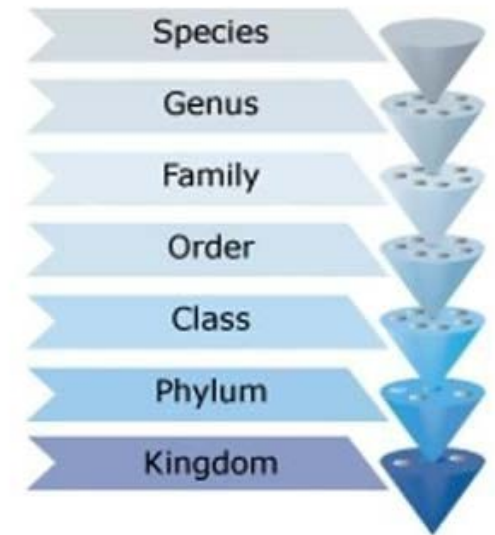 Species
Genus
Family
Order
Class
Phylum
Kingdom